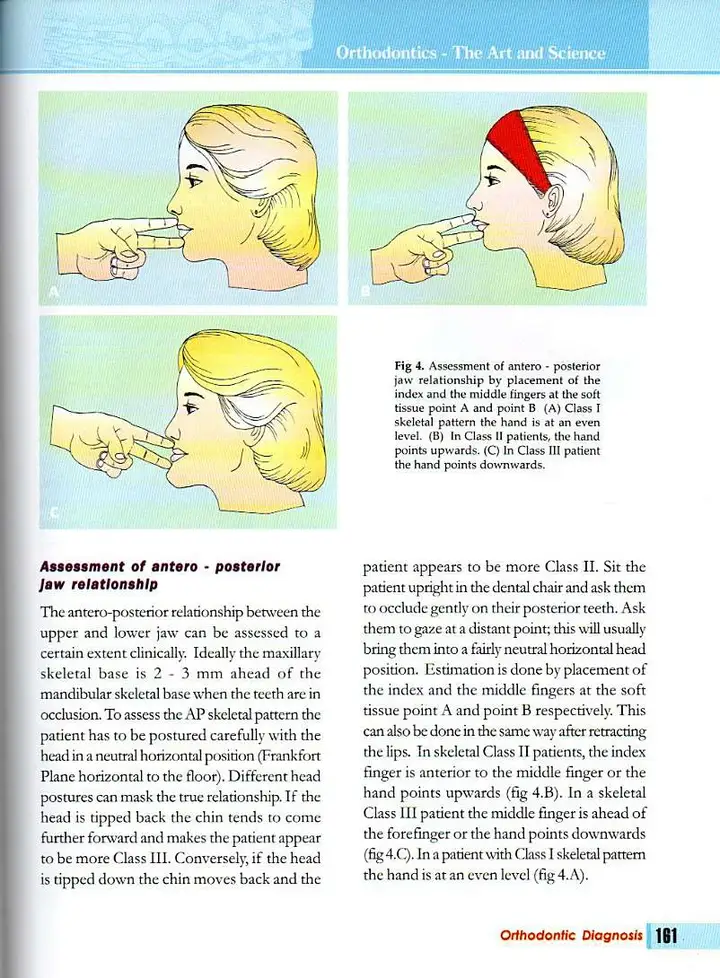 Orthodontics - The Art and Science
A
B
C
Fig 4. Assessment of antero - posterior
jaw relationship by placement of the
index and the middle fingers at the soft
tissue point A and point B (A) Class I
skeletal pattern the hand is at an even
level. (B) In Class II patients, the hand
points upwards. (C) In Class III patient
the hand points downwards.
Assessment of antero - posterior
jaw relationship
The antero-posterior relationship between the
upper and lower jaw can be assessed to a
certain extent clinically. Ideally the maxillary
skeletal base is 2 - 3 mm ahead of the
mandibular skeletal base when the teeth are in
occlusion. To assess the AP skeletal pattern the
patient has to be postured carefully with the
head in a neutral horizontal position (Frankfort
Plane horizontal to the floor). Different head
postures can mask the true relationship. If the
head is tipped back the chin tends to come
further forward and makes the patient appear
to be more Class III. Conversely, if the head
is tipped down the chin moves back and the
patient appears to be more Class II. Sit the
patient upright in the dental chair and ask them
to occlude gently on their posterior teeth. Ask
them to gaze at a distant point; this will usually
bring them into a fairly neutral horizontal head
position. Estimation is done by placement of
the index and the middle fingers at the soft
tissue point A and point B respectively. This
can also be done in the same way after retracting
the lips. In skeletal Class II patients, the index
finger is anterior to the middle finger or the
hand points upwards (fig 4.B). In a skeletal
Class III patient the middle finger is ahead of
the forefinger or the hand points downwards
(fig 4.C). In a patient with Class I skeletal pattern
the hand is at an even level (fig 4.A).
Orthodontic Diagnosis 161